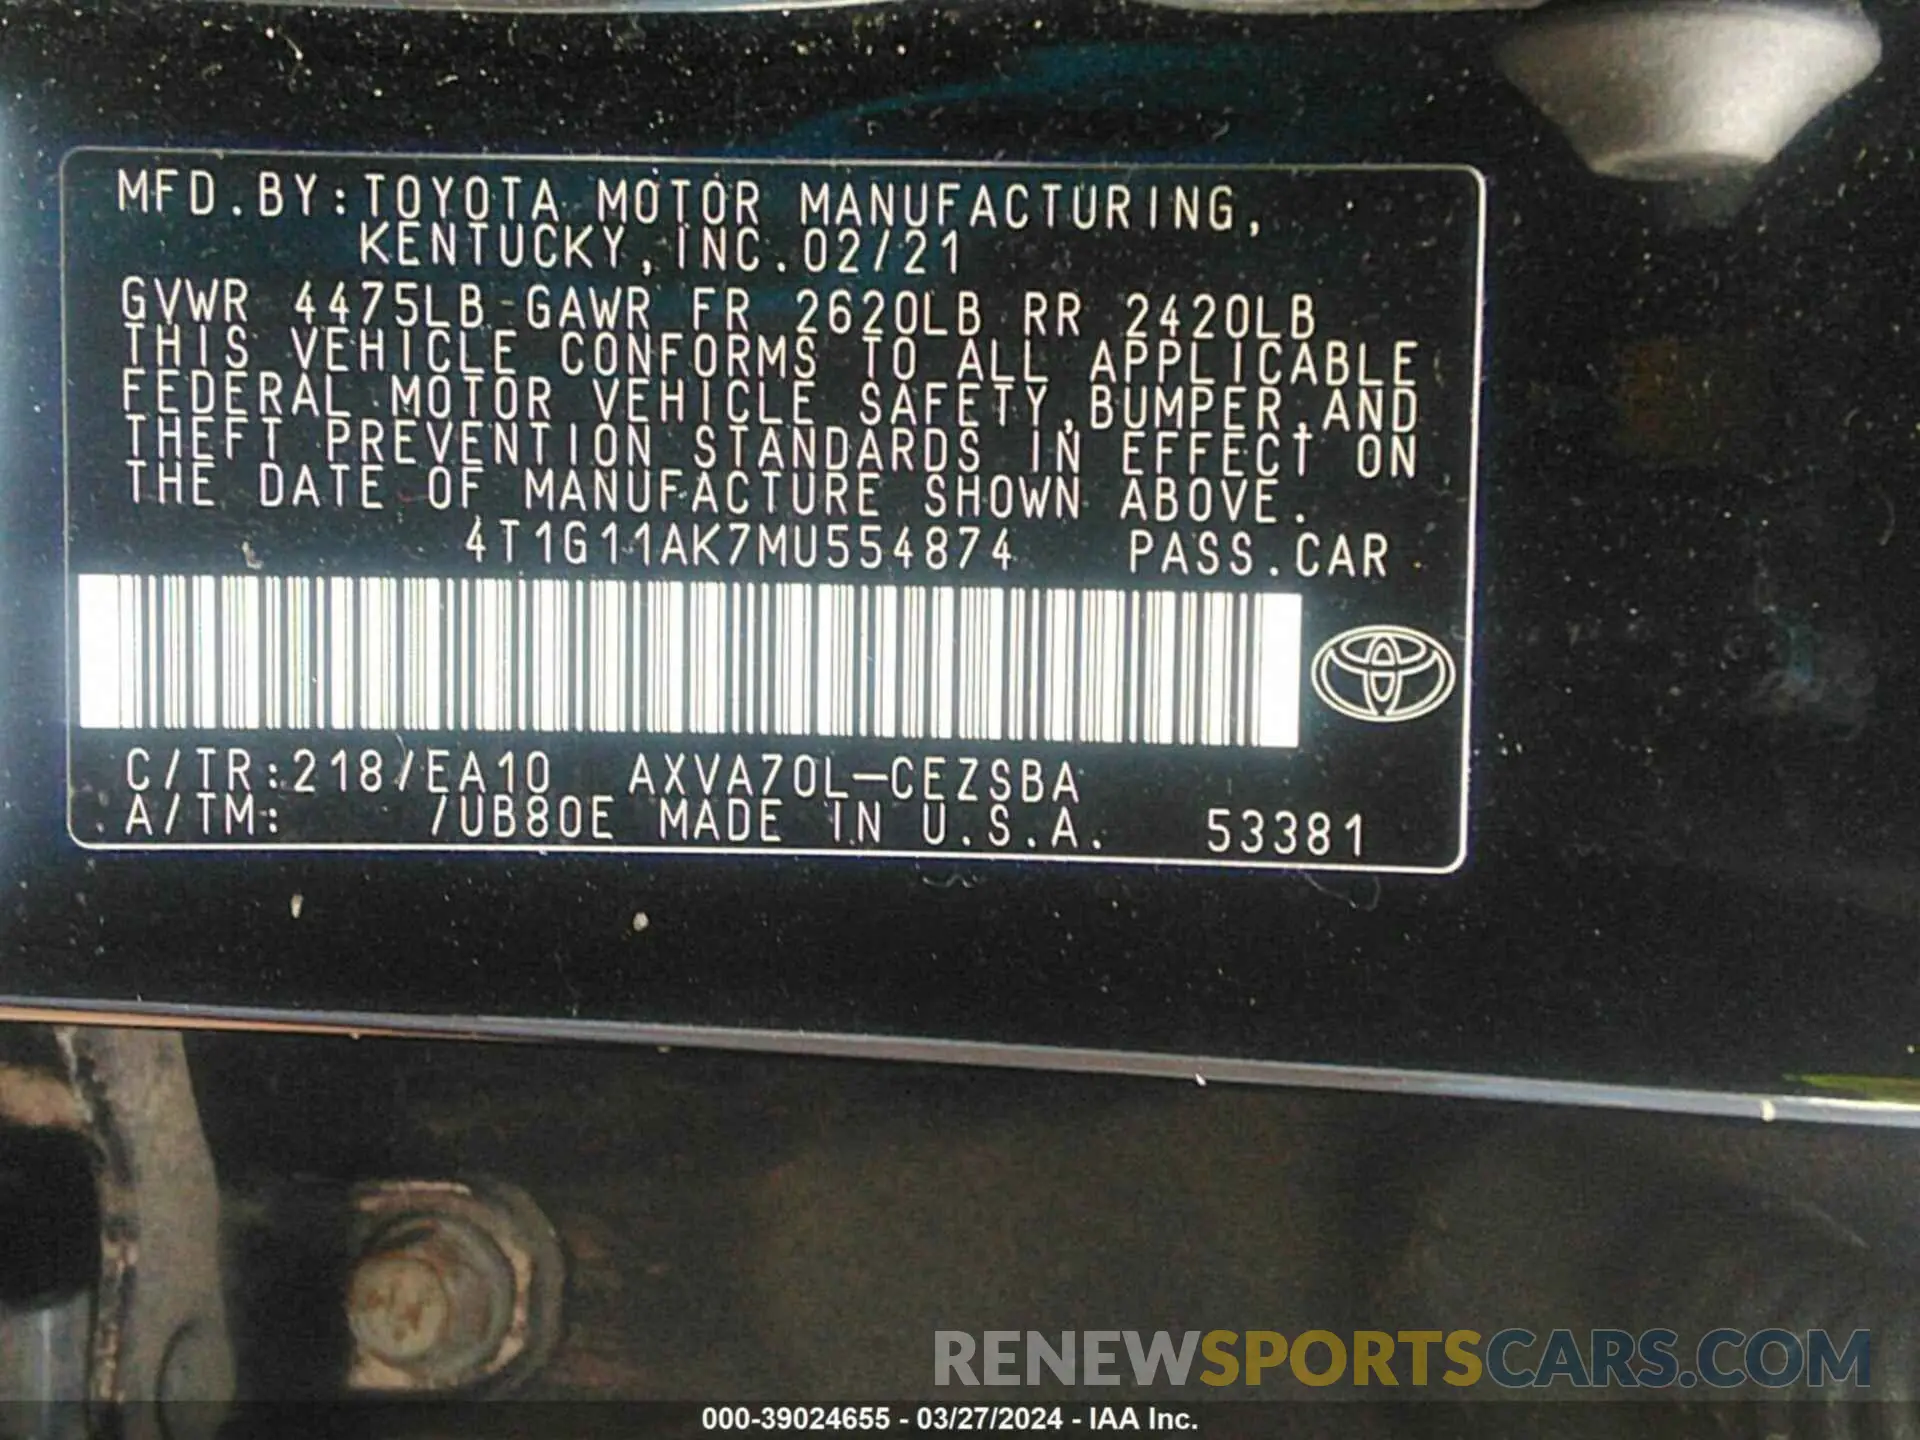 MFD.BY:TOYOTA MOTOR MANUFACTURING,
KENTUCKY,INC.02/21
GVWR 4475LB GAWR FR 2620LB RR 2420LB
THIS VEHICLE CONFORMS TO ALL APPLICABLE
FEDERAL MOTOR VEHICLE SAFETY,BUMPER,AND
THEFT PREVENTION STANDARDS IN EFFECT ON
THE DATE OF MANUFACTURE SHOWN ABOVE.
4T1G11AK7MU554874 PASS.CAR
C/TR:218/EA10 AXVA70L-CEZSBA
A/TM: /UB80E MADE IN U.S.A. 53381
RENEWSPORTSCARS.COM
000-39024655 - 03/27/2024 - IAA Inc.